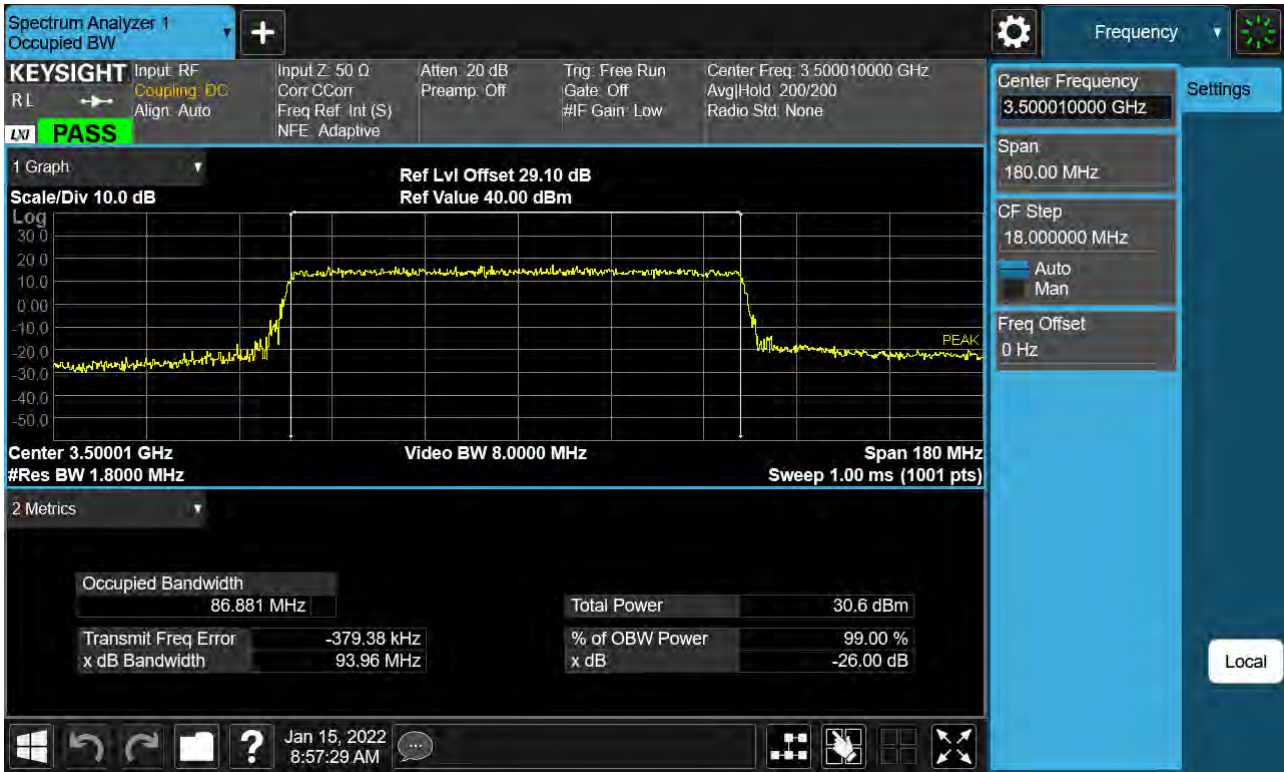 Spectrum Analyzer 1
Occupied BW
+
Frequency
KEYSIGHT
RL
LXI
PASS
Input: RF
Coupling: DC
Align: Auto
Input Z: 50 Ω
Corr CCorr
Freq Ref: Int (S)
NFE: Adaptive
Atten: 20 dB
Preamp: Off
Trig: Free Run
Gate: Off
#IF Gain: Low
Center Freq: 3.500010000 GHz
Avg|Hold: 200/200
Radio Std: None
Center Frequency
3.500010000 GHz
Settings
Span
180.00 MHz
CF Step
18.000000 MHz
Auto
Man
Freq Offset
0 Hz
Local
1 Graph
Scale/Div 10.0 dB
Ref Lvl Offset 29.10 dB
Ref Value 40.00 dBm
Log
30.0
20.0
10.0
0.00
-10.0
-20.0
-30.0
-40.0
-50.0
PEAK
Center 3.50001 GHz
#Res BW 1.8000 MHz
Video BW 8.0000 MHz
Span 180 MHz
Sweep 1.00 ms (1001 pts)
2 Metrics
Occupied Bandwidth
86.881 MHz
Total Power 30.6 dBm
Transmit Freq Error -379.38 kHz
% of OBW Power 99.00 %
x dB Bandwidth 93.96 MHz
x dB -26.00 dB
?
Jan 15, 2022
8:57:29 AM